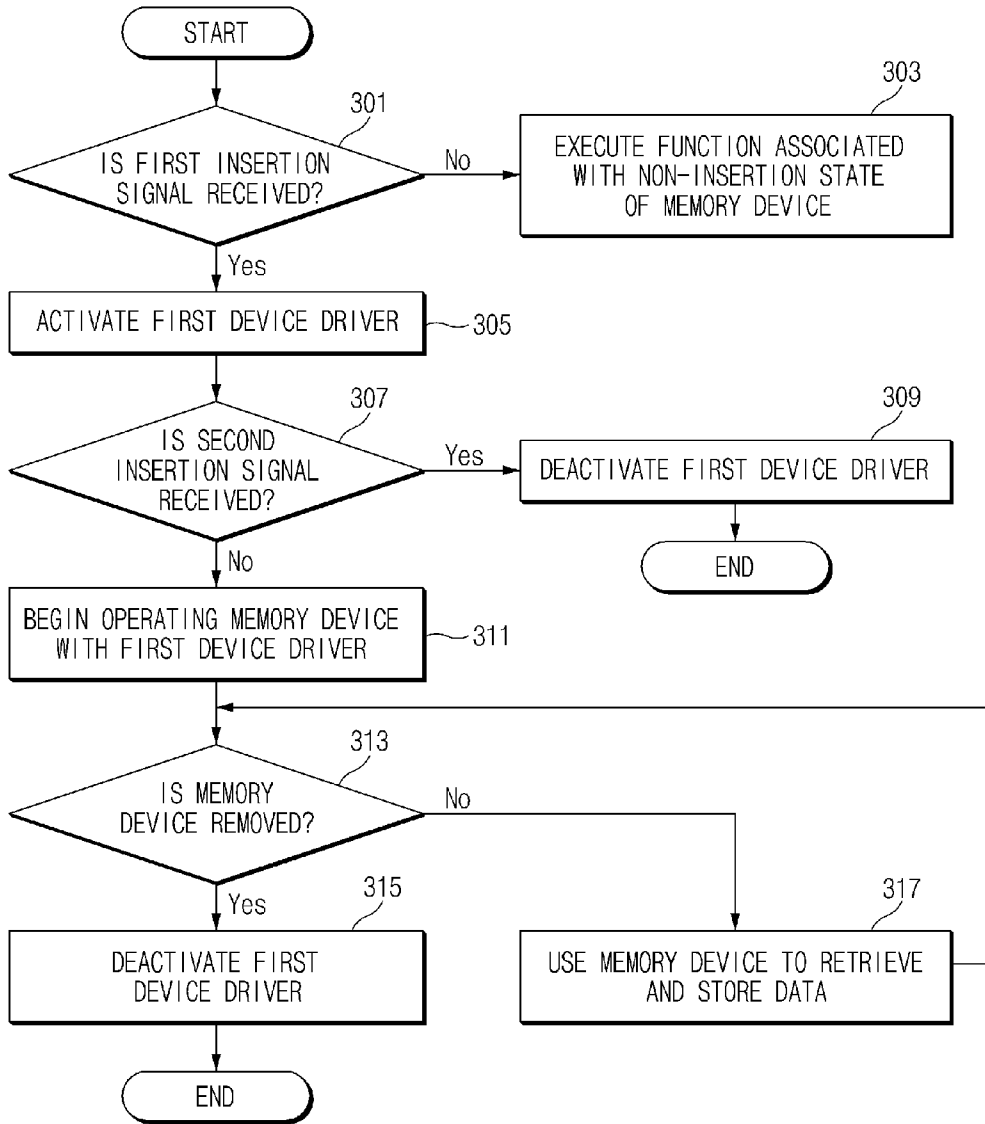 START
301
IS FIRST INSERTION
SIGNAL RECEIVED?
No
303
EXECUTE FUNCTION ASSOCIATED
WITH NON-INSERTION STATE
OF MEMORY DEVICE
Yes
ACTIVATE FIRST DEVICE DRIVER
305
307
IS SECOND
INSERTION SIGNAL
RECEIVED?
Yes
309
DEACTIVATE FIRST DEVICE DRIVER
END
No
BEGIN OPERATING MEMORY DEVICE
WITH FIRST DEVICE DRIVER
311
313
IS MEMORY
DEVICE REMOVED?
No
Yes
315
DEACTIVATE FIRST
DEVICE DRIVER
317
USE MEMORY DEVICE TO RETRIEVE
AND STORE DATA
END